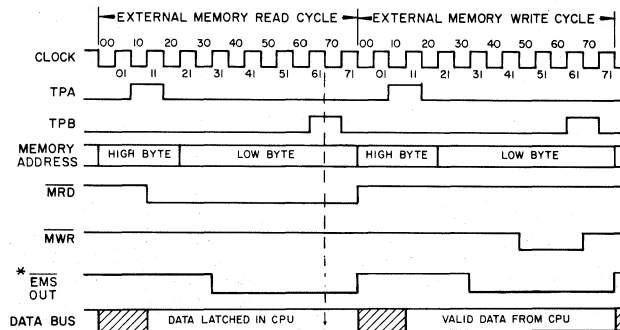 EXTERNAL MEMORY READ CYCLE EXTERNAL MEMORY WRITE CYCLE
00 10 20 30 40 50 60 70 00 10 20 30 40 50 60 70 00
CLOCK
01 11 21 31 41 51 61 71 01 11 21 31 41 51 61 71
TPA
TPB
MEMORY ADDRESS HIGH BYTE LOW BYTE HIGH BYTE LOW BYTE
MRD
MWR
* EMS
OUT
DATA BUS DATA LATCHED IN CPU VALID DATA FROM CPU